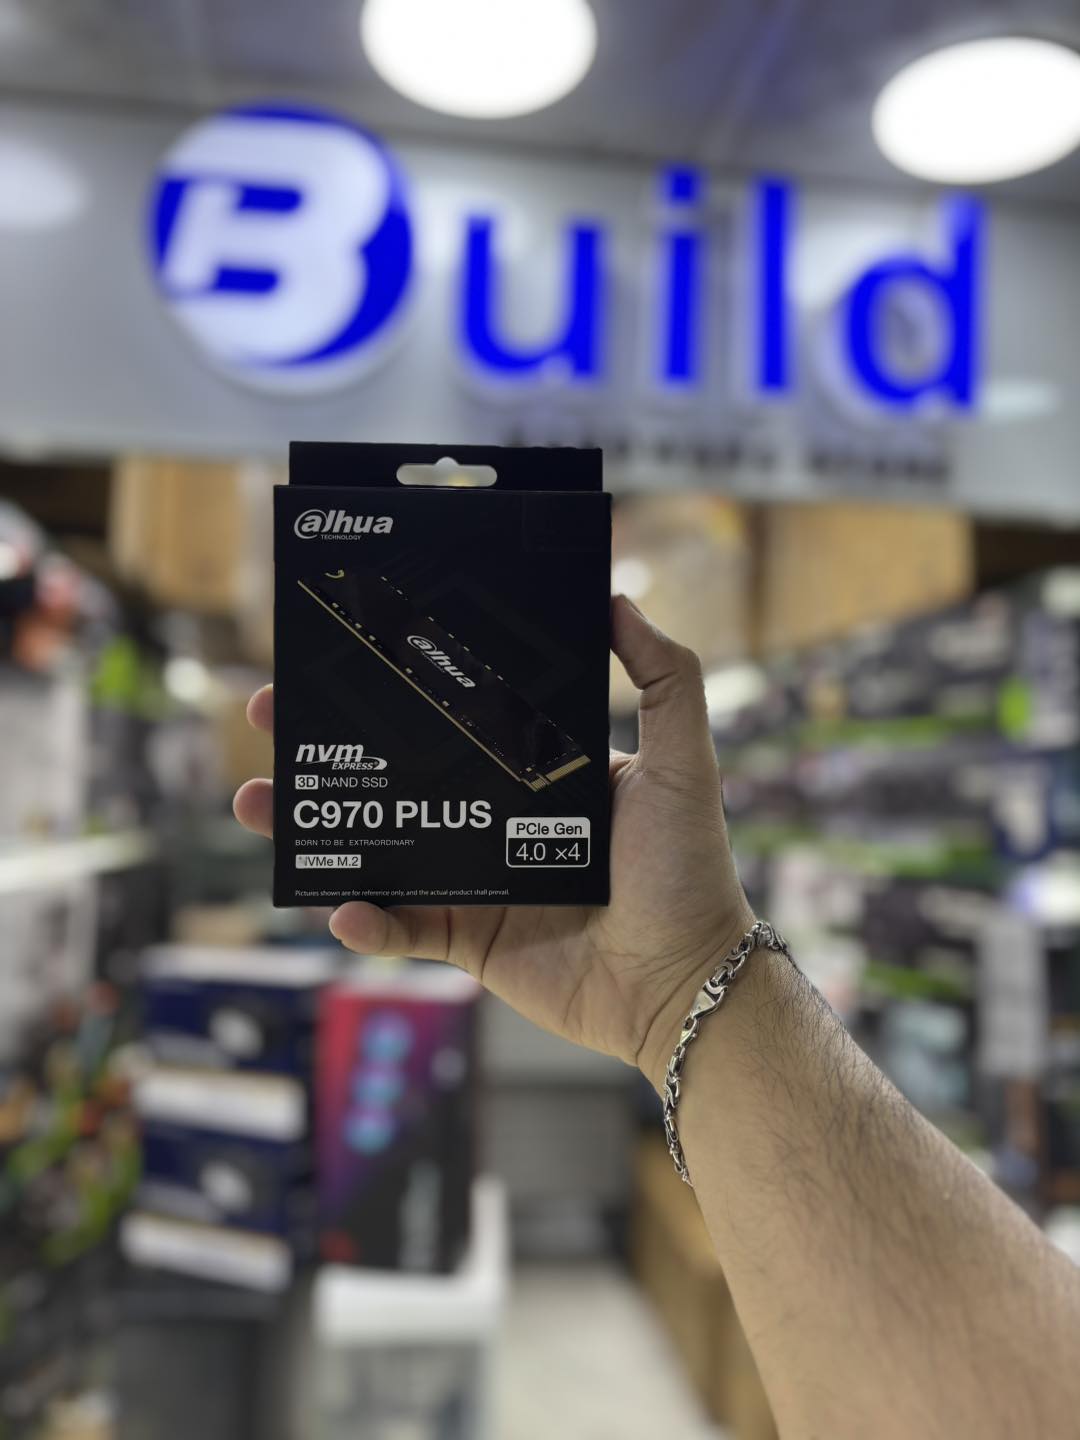 Build
alhua
TECHNOLOGY
alhua
nvm
EXPRESS
3D NAND SSD
C970 PLUS
BORN TO BE EXTRAORDINARY
NVMe M.2
PCIe Gen
4.0 ×4
Pictures shown are for reference only, and the actual product shall prevail.